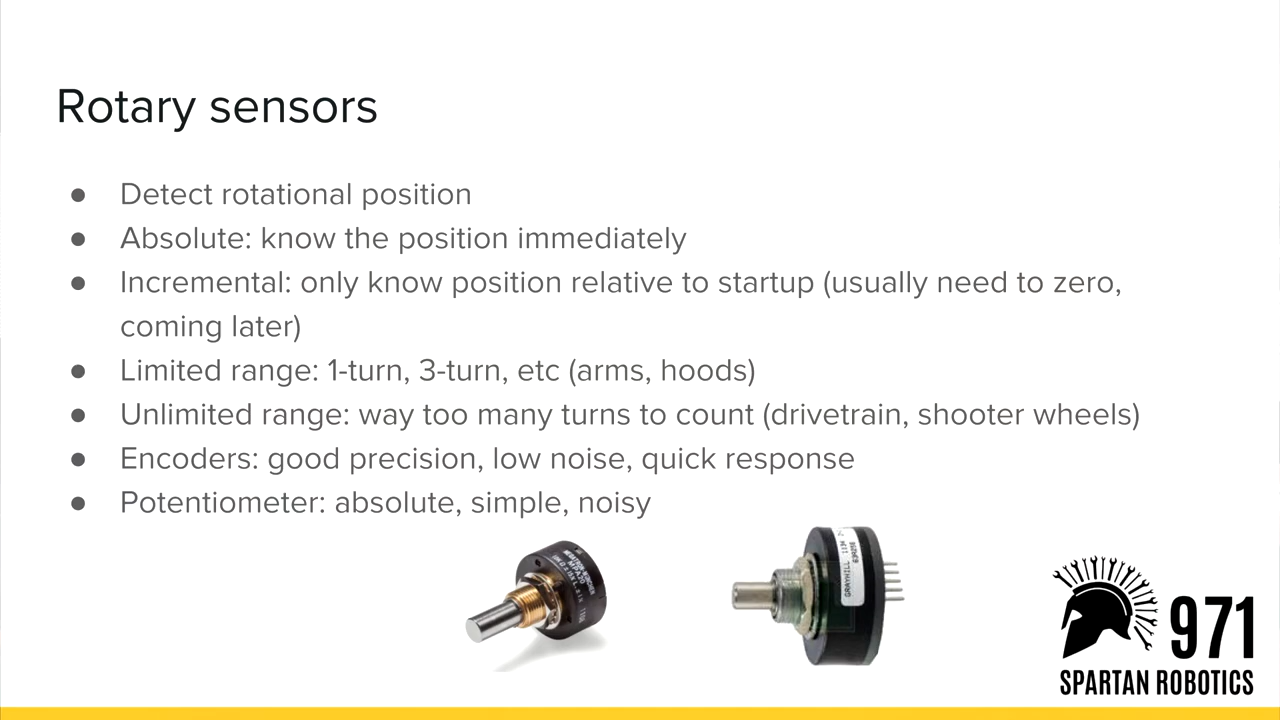 Rotary sensors
● Detect rotational position
● Absolute: know the position immediately
● Incremental: only know position relative to startup (usually need to zero,
coming later)
● Limited range: 1-turn, 3-turn, etc (arms, hoods)
● Unlimited range: way too many turns to count (drivetrain, shooter wheels)
● Encoders: good precision, low noise, quick response
● Potentiometer: absolute, simple, noisy
GRAYHILL
971
SPARTAN ROBOTICS